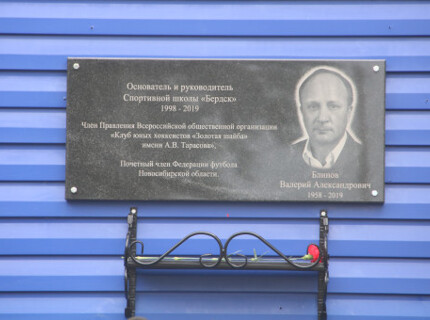 Основатель и руководитель
Спортивной школы «Бердск»
1998 - 2019
Член Правления Всероссийской общественной организации
«Клуб юных хоккеистов «Золотая шайба»
имени А.В. Тарасова»,
Почетный член Федерации футбола
Новосибирской области.
Блинов
Валерий Александрович
1958 - 2019